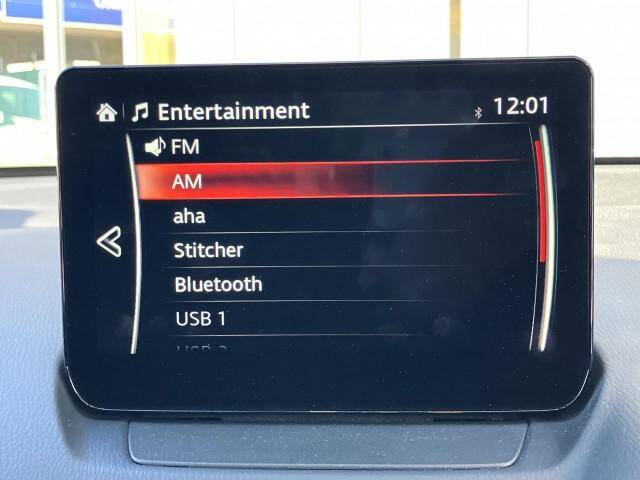 Entertainment
12:01
FM
AM
aha
Stitcher
Bluetooth
USB 1